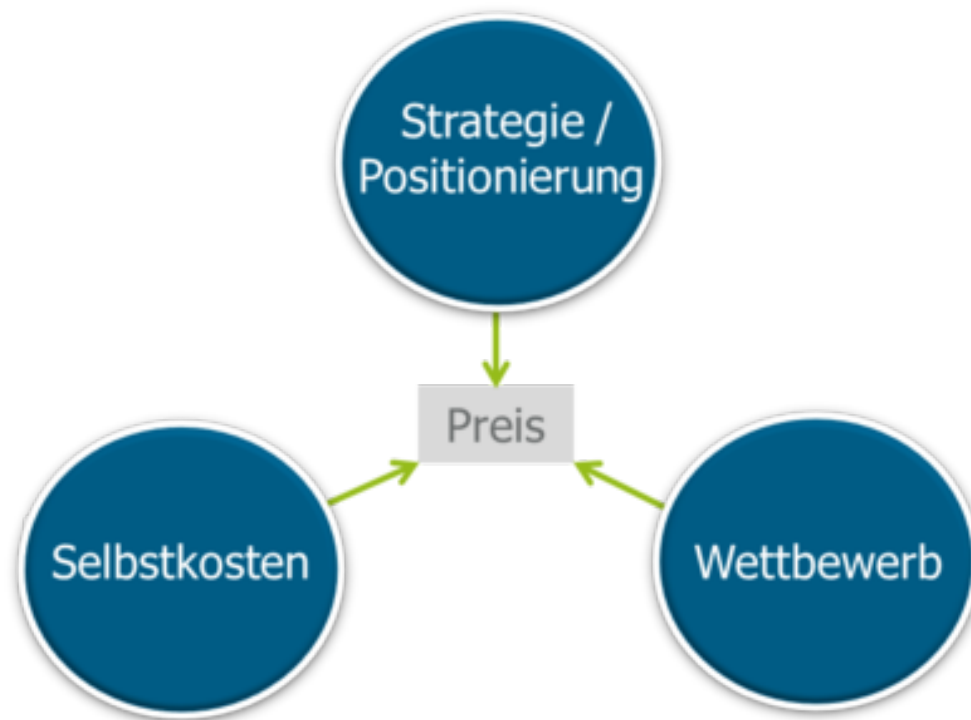 Strategie /
Positionierung
Preis
Selbstkosten
Wettbewerb